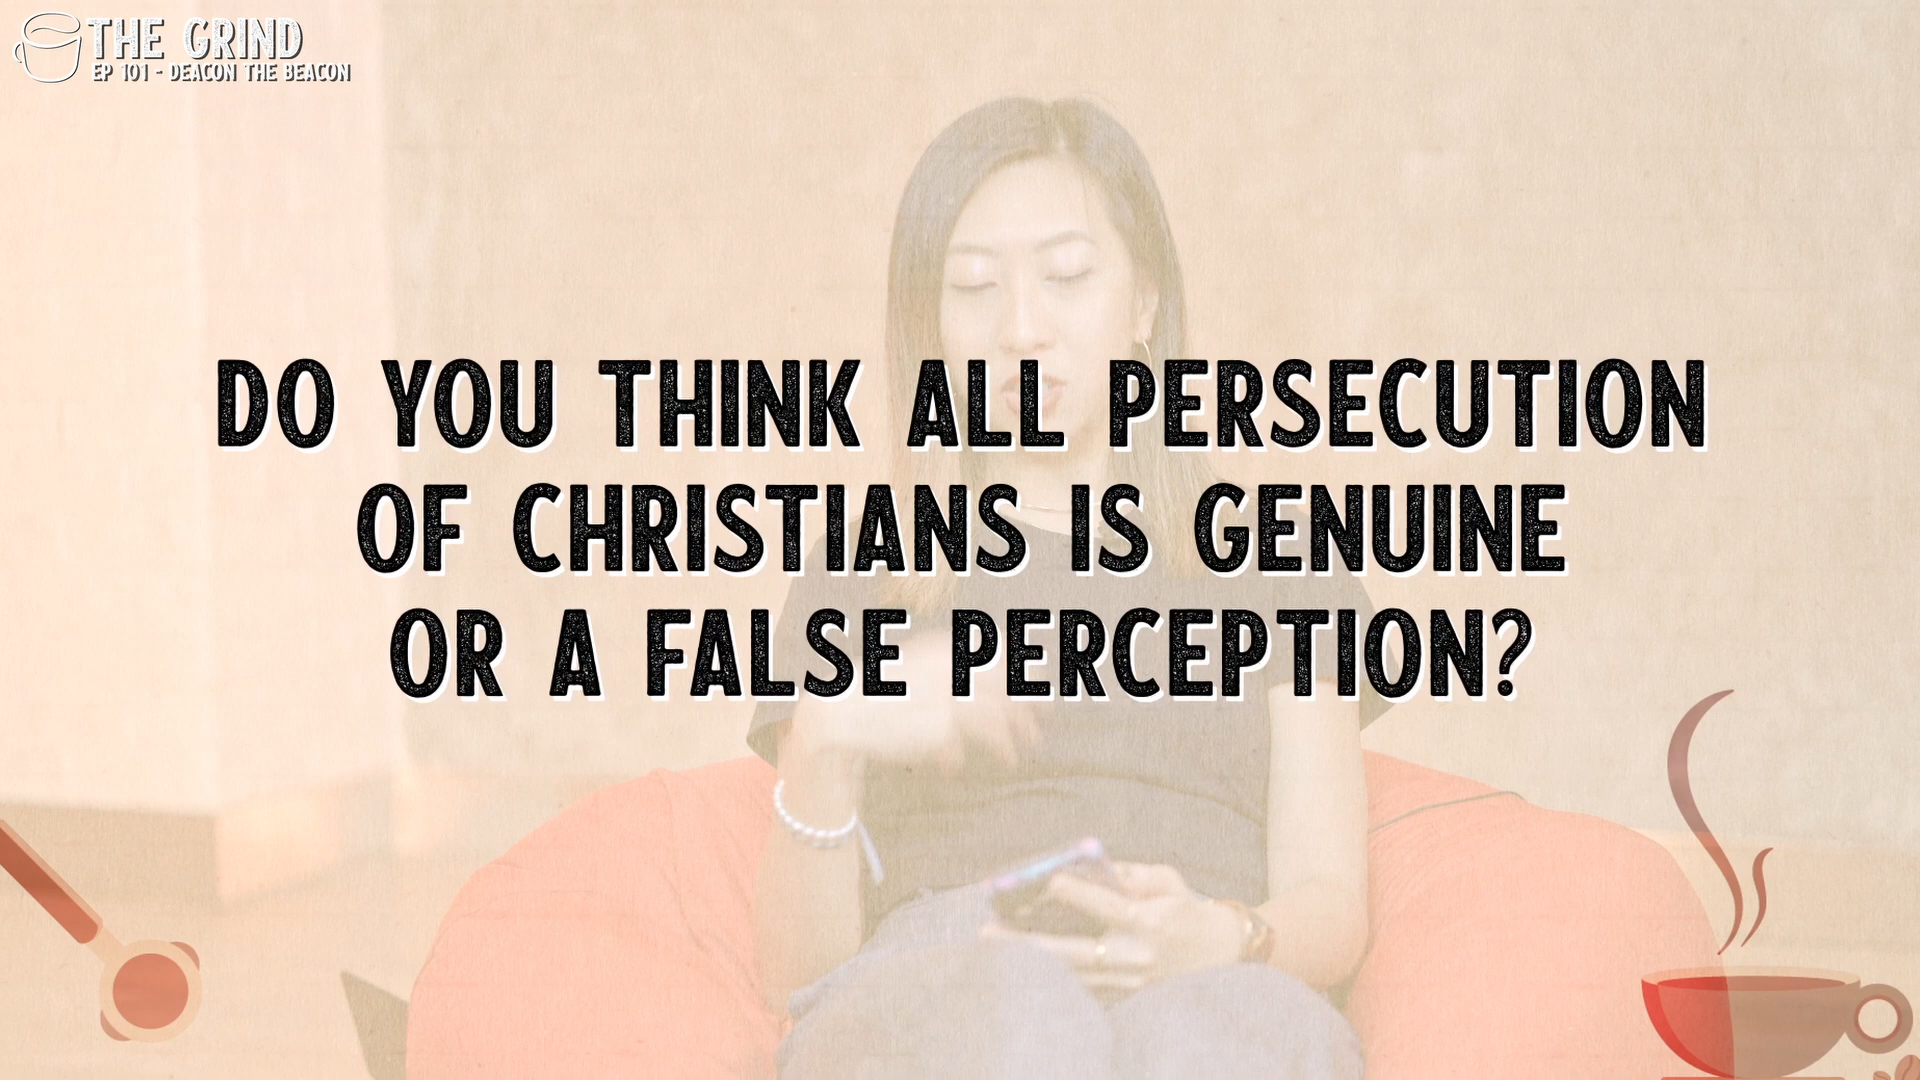 THE GRIND
EP 101 - DEACON THE BEACON
DO YOU THINK ALL PERSECUTION
OF CHRISTIANS IS GENUINE
OR A FALSE PERCEPTION?